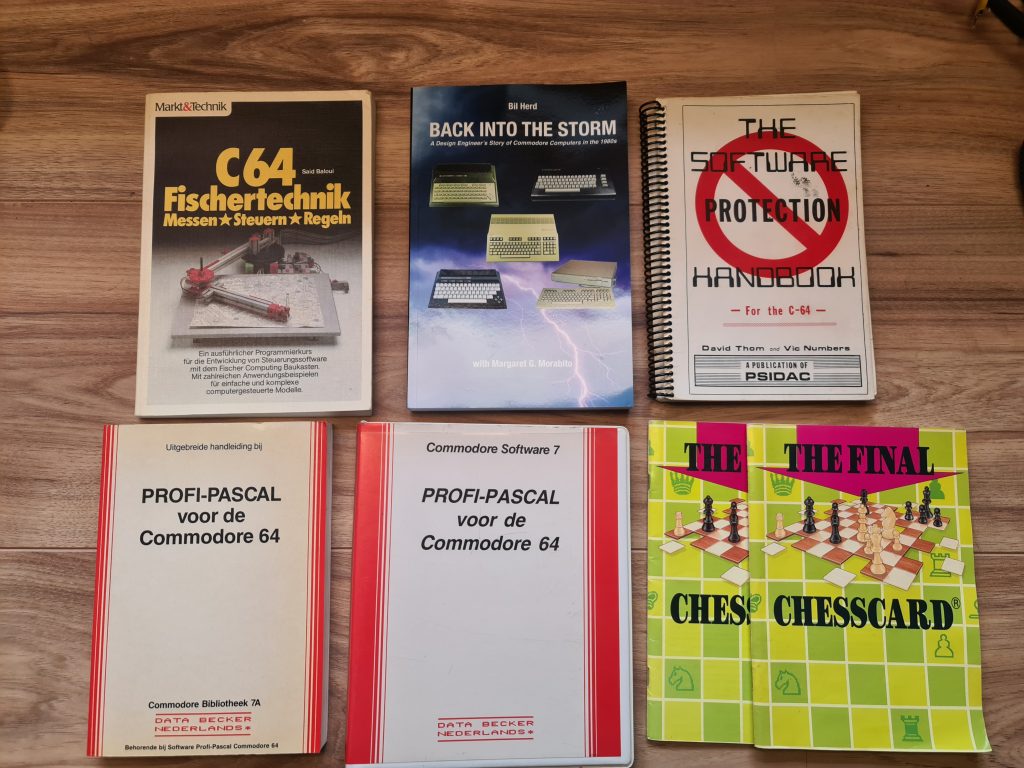 Markt&Technik
C64
Said Baloui
Fischertechnik
Messen★Steuern★Regeln
Ein ausführlicher Programmierkurs
für die Entwicklung von Steuerungssoftware
mit dem Fischer Computing Baukasten.
Mit zahlreichen Anwendungsbeispielen
für einfache und komplexe
computergesteuerte Modelle.
Bil Herd
BACK INTO THE STORM
A Design Engineer's Story of Commodore Computers in the 1980s
with Margaret G. Morabito
THE
SOFTWARE
PROTECTION
HANDBOOK
— For the C-64 —
David Thom and Vic Numbers
A PUBLICATION OF
PSIDAC
Uitgebreide handleiding bij
PROFI-PASCAL
voor de
Commodore 64
Commodore Bibliotheek 7A
DATA BECKER
NEDERLANDS*
Behorende bij Software Profi-Pascal Commodore 64
Commodore Software 7
PROFI-PASCAL
voor de
Commodore 64
DATA BECKER
NEDERLANDS*
THE
CHESS
THE FINAL
CHESSCARD®